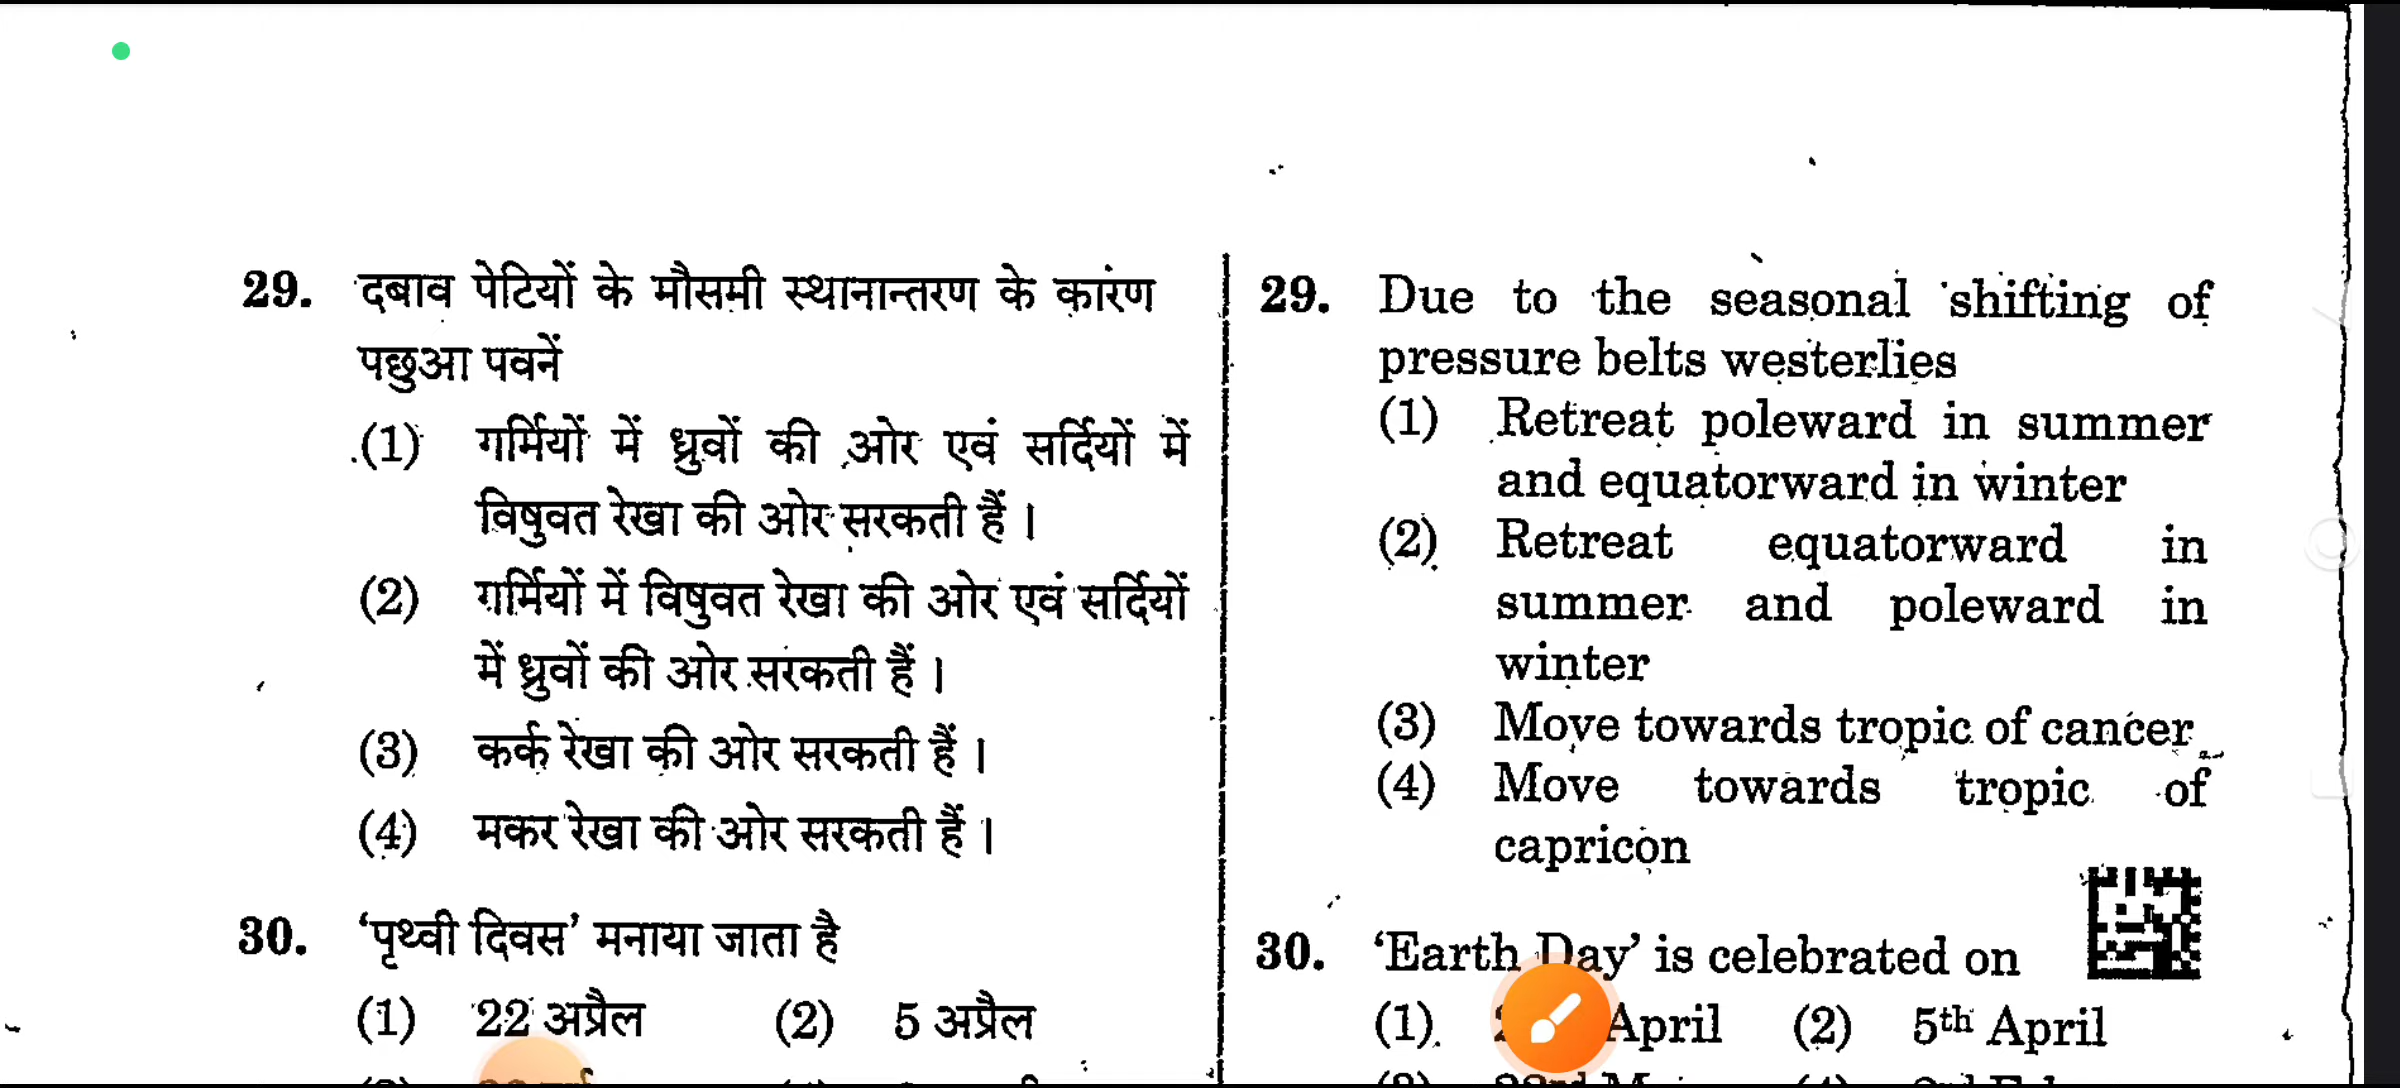 29. दबाव पेटियों के मौसमी स्थानान्तरण के कारण
पछुआ पवनें
(1) गर्मियों में ध्रुवों की ओर एवं सर्दियों में
विषुवत रेखा की ओर सरकती हैं ।
(2) गर्मियों में विषुवत रेखा की ओर एवं सर्दियों
में ध्रुवों की ओर सरकती हैं ।
(3) कर्क रेखा की ओर सरकती हैं ।
(4) मकर रेखा की ओर सरकती हैं ।
30. ‘पृथ्वी दिवस’ मनाया जाता है
(1) 22 अप्रैल (2) 5 अप्रैल
29. Due to the seasonal shifting of
pressure belts westerlies
(1) Retreat poleward in summer
and equatorward in winter
(2) Retreat equatorward in
summer and poleward in
winter
(3) Move towards tropic of cancer
(4) Move towards tropic of
capricon
30. ‘Earth Day’ is celebrated on
(1) April (2) 5th April